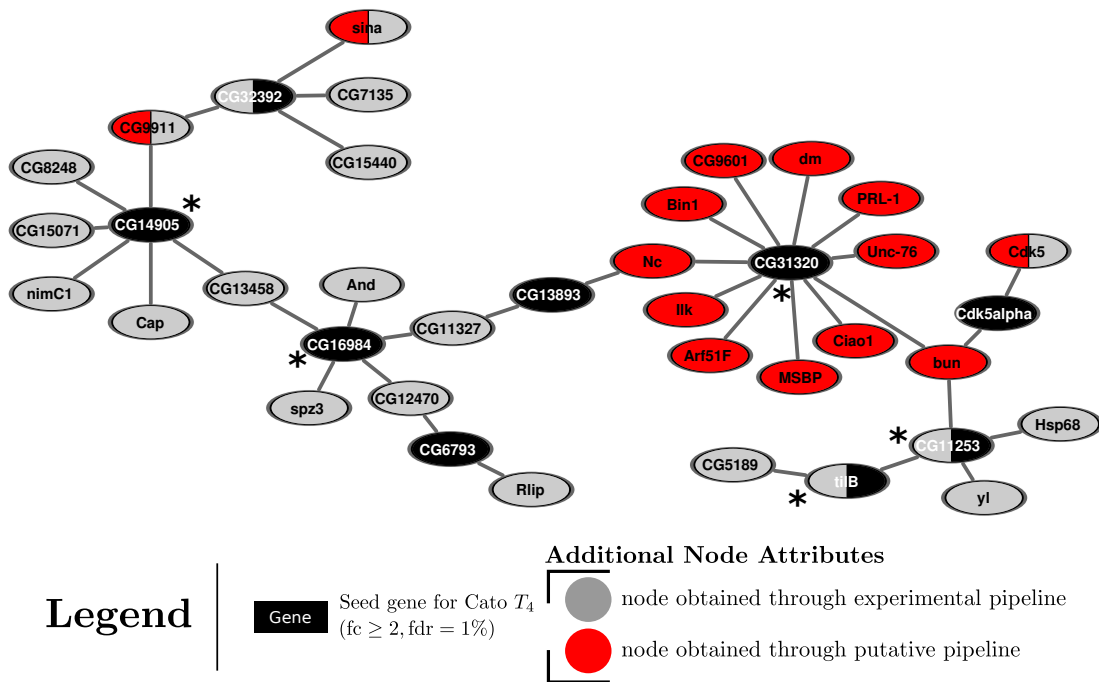 sina
CG32392
CG7135
CG9911
CG15440
CG8248
CG14905
*
CG15071
nimC1
Cap
CG13458
And
CG16984
*
CG11327
CG13893
spz3
CG12470
CG6793
Rlip
CG9601
dm
Bin1
PRL-1
Nc
CG31320
*
Unc-76
Ilk
Arf51F
MSBP
Ciao1
Cdk5
Cdk5alpha
bun
CG11253
*
Hsp68
CG5189
tilB
*
yl
Legend
Gene
Seed gene for Cato T4
(fc ≥ 2, fdr = 1%)
Additional Node Attributes
node obtained through experimental pipeline
node obtained through putative pipeline